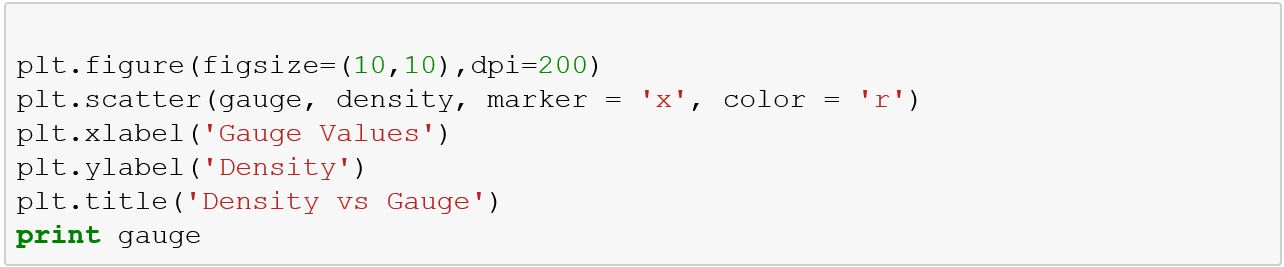 plt.figure(figsize=(10,10),dpi=200)
plt.scatter(gauge, density, marker = 'x', color = 'r')
plt.xlabel('Gauge Values')
plt.ylabel('Density')
plt.title('Density vs Gauge')
print gauge